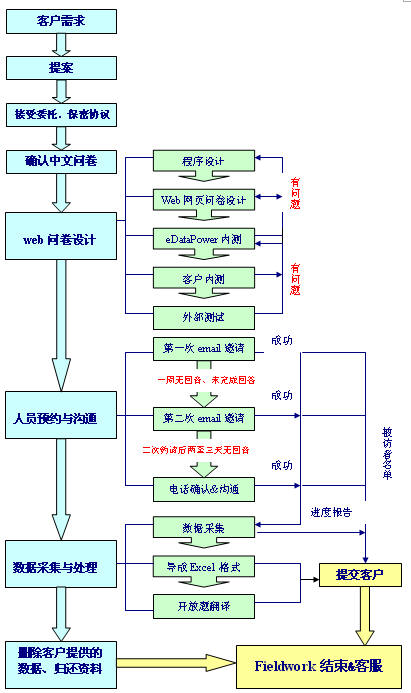 客户需求
提案
接受委托、保密协议
确认中文问卷
web 问卷设计
程序设计
Web 网页问卷设计
eDataPower 内测
客户内测
外部测试
有问题
有问题
人员预约与沟通
第一次 email 邀请
一周无回音、未完成回答
第二次 email 邀请
二次约请后两至三天无回音
电话确认&沟通
成功
成功
成功
被访者名单
数据采集与处理
数据采集
导成 Excel 格式
开放题翻译
进度报告
提交客户
删除客户提供的
数据、归还资料
Fieldwork 结束&客服